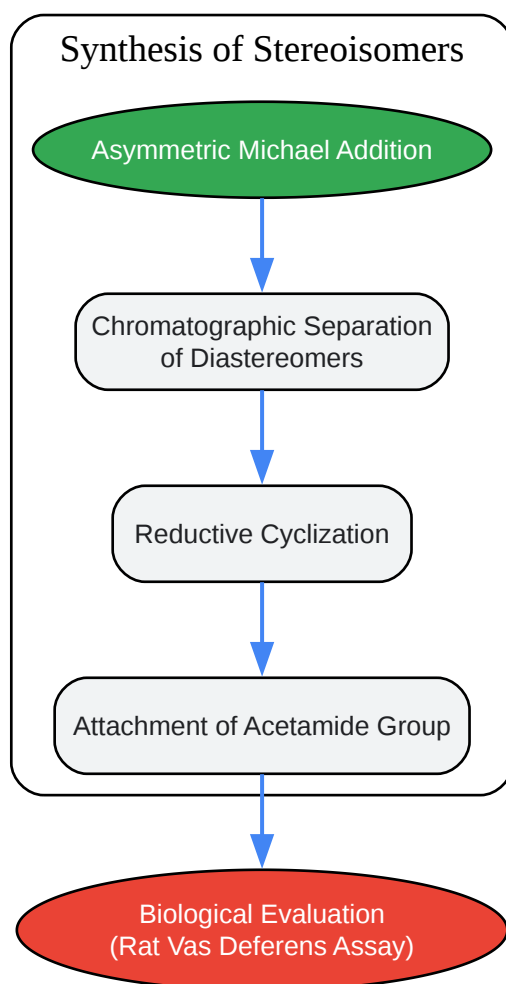 Synthesis of Stereoisomers
Asymmetric Michael Addition
Chromatographic Separation
of Diastereomers
Reductive Cyclization
Attachment of Acetamide Group
Biological Evaluation
(Rat Vas Deferens Assay)